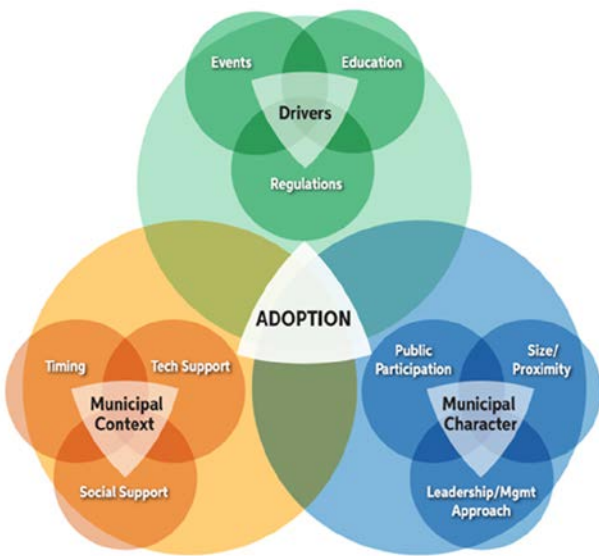 Events
Education
Drivers
Regulations
ADOPTION
Timing
Tech Support
Municipal
Context
Social Support
Public
Participation
Size/
Proximity
Municipal
Character
Leadership/Mgmt
Approach